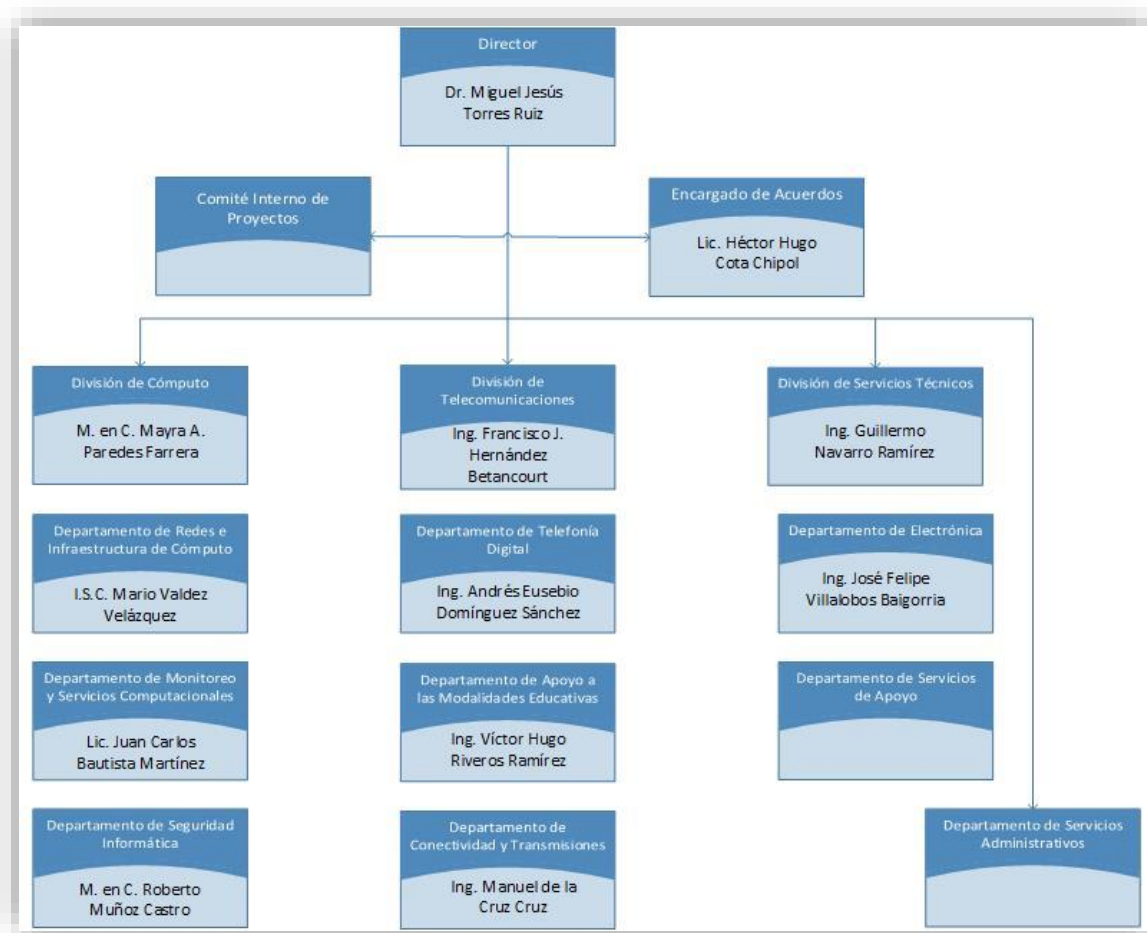 Director
Dr. Miguel Jesús
Torres Ruiz
Comité Interno de
Proyectos
Encargado de Acuerdos
Lic. Héctor Hugo
Cota Chipol
División de Cómputo
M. en C. Mayra A.
Paredes Farrera
División de
Telecomunicaciones
Ing. Francisco J.
Hernández
Betancourt
División de Servicios Técnicos
Ing. Guillermo
Navarro Ramírez
Departamento de Redes e
Infraestructura de Cómputo
I.S.C. Mario Valdez
Velázquez
Departamento de Telefonía
Digital
Ing. Andrés Eusebio
Domínguez Sánchez
Departamento de Electrónica
Ing. José Felipe
Villalobos Baigorria
Departamento de Monitoreo
y Servicios Computacionales
Lic. Juan Carlos
Bautista Martínez
Departamento de Apoyo a
las Modalidades Educativas
Ing. Víctor Hugo
Riveros Ramírez
Departamento de Servicios
de Apoyo
Departamento de Seguridad
Informática
M. en C. Roberto
Muñoz Castro
Departamento de
Conectividad y Transmisiones
Ing. Manuel de la
Cruz Cruz
Departamento de Servicios
Administrativos